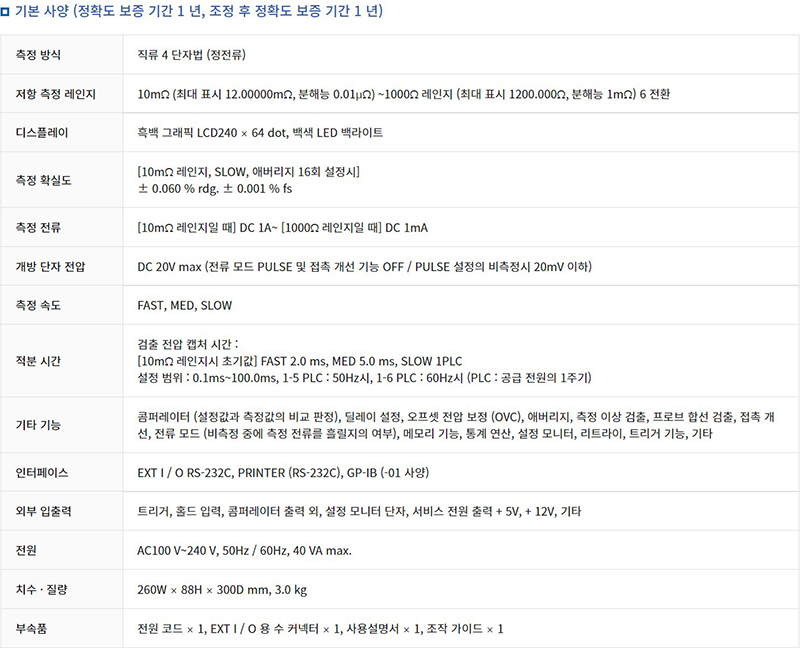 기본 사양 (정확도 보증 기간 1 년, 조정 후 정확도 보증 기간 1 년)
측정 방식
직류 4 단자법 (정전류)
저항 측정 레인지
10mΩ (최대 표시 12.00000mΩ, 분해능 0.01μΩ) ~1000Ω 레인지 (최대 표시 1200.000Ω, 분해능 1mΩ) 6 전환
디스플레이
흑백 그래픽 LCD240 × 64 dot, 백색 LED 백라이트
측정 확실도
[10mΩ 레인지, SLOW, 애버리지 16회 설정시]
± 0.060 % rdg. ± 0.001 % fs
측정 전류
[10mΩ 레인지일 때] DC 1A~ [1000Ω 레인지일 때] DC 1mA
개방 단자 전압
DC 20V max (전류 모드 PULSE 및 접촉 개선 기능 OFF / PULSE 설정의 비측정시 20mV 이하)
측정 속도
FAST, MED, SLOW
적분 시간
검출 전압 캡처 시간 :
[10mΩ 레인지시 초기값] FAST 2.0 ms, MED 5.0 ms, SLOW 1PLC
설정 범위 : 0.1ms~100.0ms, 1-5 PLC : 50Hz시, 1-6 PLC : 60Hz시 (PLC : 공급 전원의 1주기)
기타 기능
콤퍼레이터 (설정값과 측정값의 비교 판정), 딜레이 설정, 오프셋 전압 보정 (OVC), 애버리지, 측정 이상 검출, 프로브 합선 검출, 접촉 개
선, 전류 모드 (비측정 중에 측정 전류를 흘릴지의 여부), 메모리 기능, 통계 연산, 설정 모니터, 리트라이, 트리거 기능, 기타
인터페이스
EXT I / O RS-232C, PRINTER (RS-232C), GP-IB (-01 사양)
외부 입출력
트리거, 홀드 입력, 콤퍼레이터 출력 외, 설정 모니터 단자, 서비스 전원 출력 + 5V, + 12V, 기타
전원
AC100 V~240 V, 50Hz / 60Hz, 40 VA max.
치수 · 질량
260W × 88H × 300D mm, 3.0 kg
부속품
전원 코드 × 1, EXT I / O 용 수 커넥터 × 1, 사용설명서 × 1, 조작 가이드 × 1